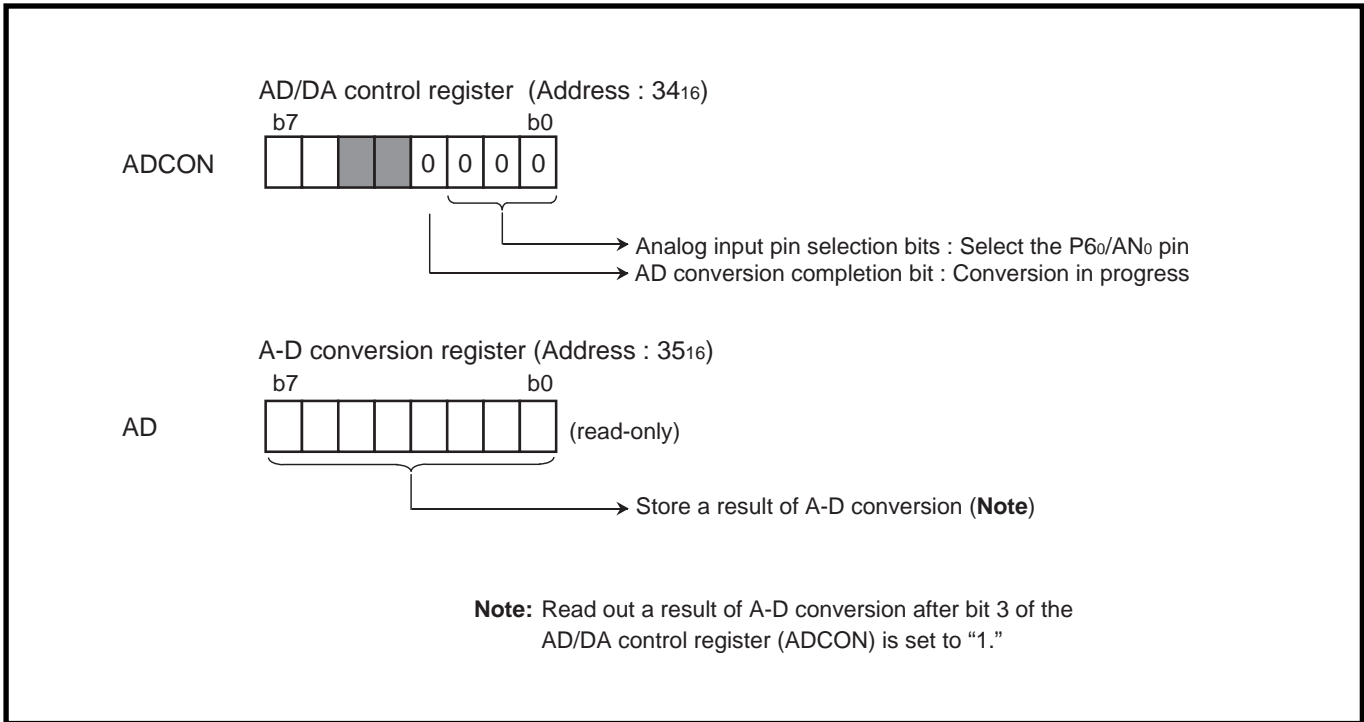 AD/DA control register (Address : 34₁₆)
b7 b0
ADCON 0 0 0 0
Analog input pin selection bits : Select the P6₀/AN₀ pin
AD conversion completion bit : Conversion in progress
A-D conversion register (Address : 35₁₆)
b7 b0
AD (read-only)
Store a result of A-D conversion (Note)
Note: Read out a result of A-D conversion after bit 3 of the
AD/DA control register (ADCON) is set to “1.”